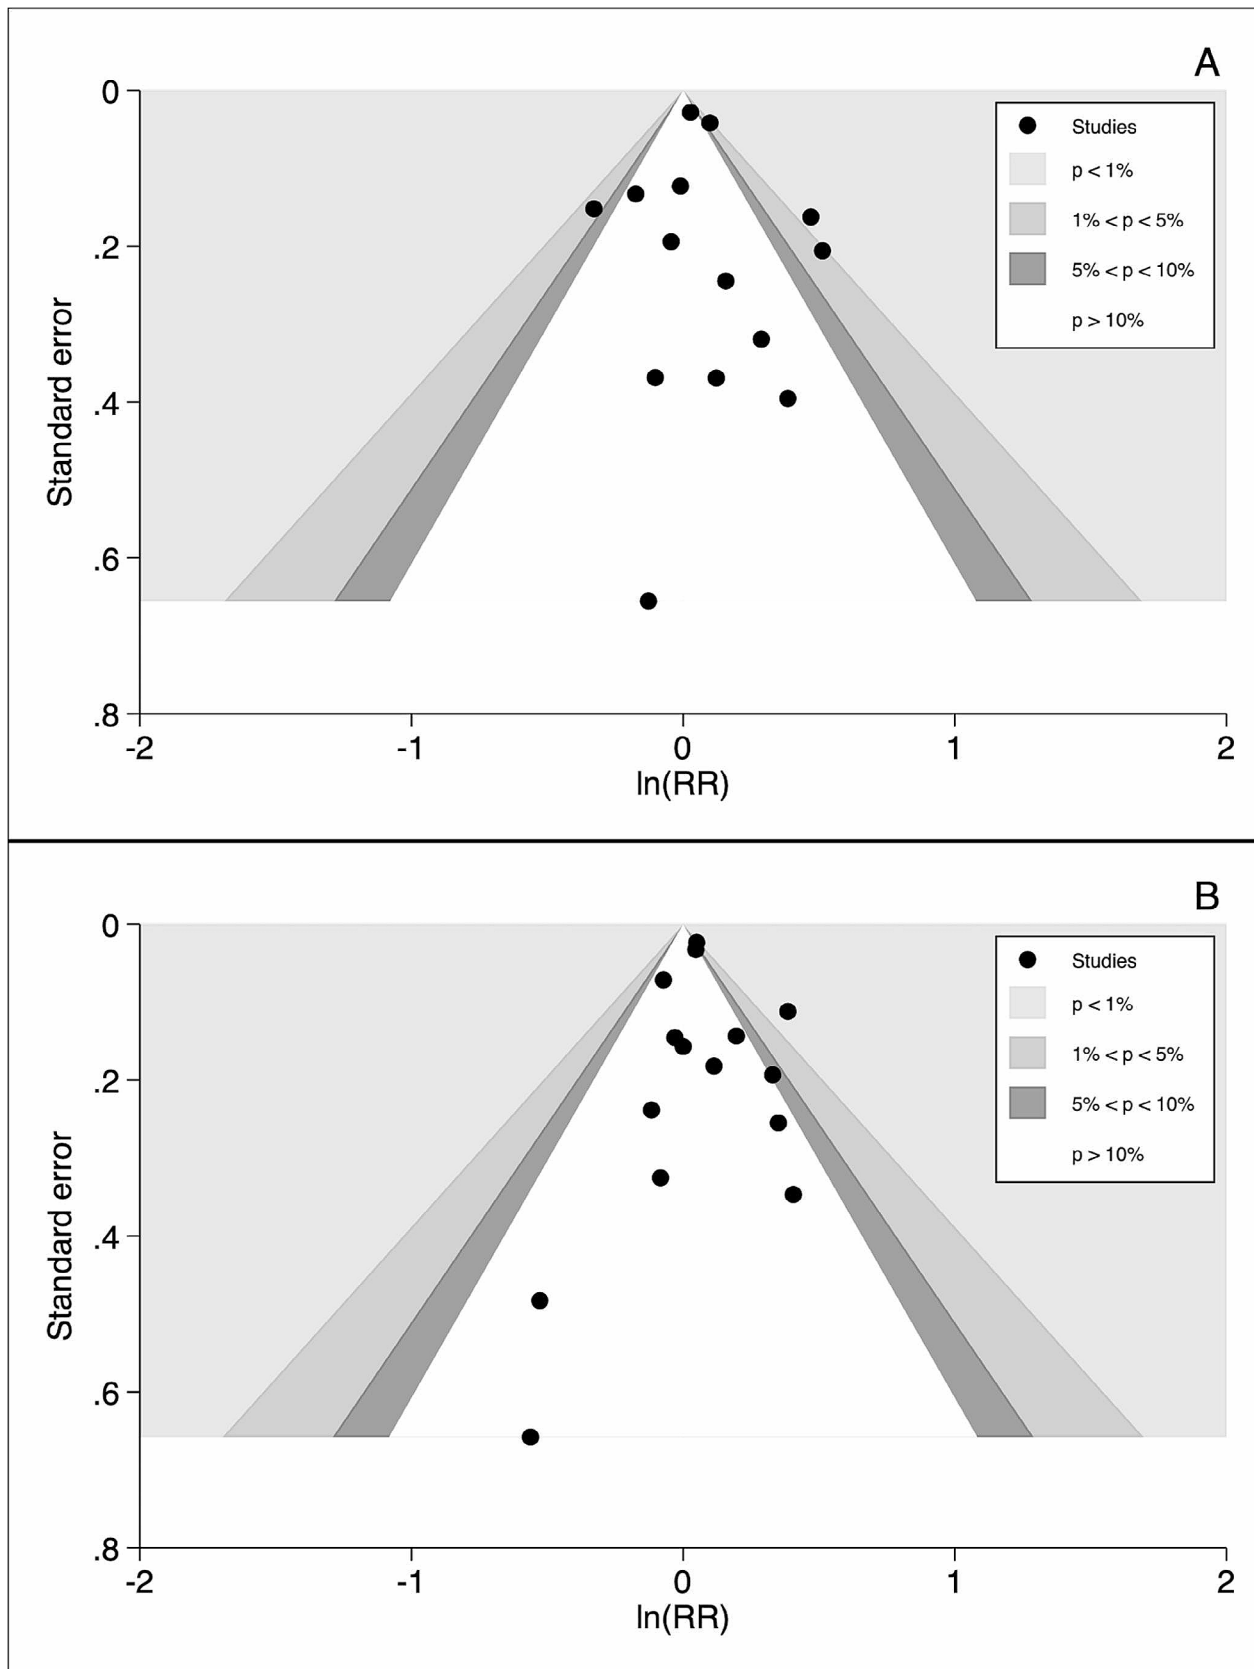 A
0
.2
.4
.6
.8
Standard error
-2
-1
0
1
2
ln(RR)
Studies
p < 1%
1% < p < 5%
5% < p < 10%
p > 10%
B
0
.2
.4
.6
.8
Standard error
-2
-1
0
1
2
ln(RR)
Studies
p < 1%
1% < p < 5%
5% < p < 10%
p > 10%